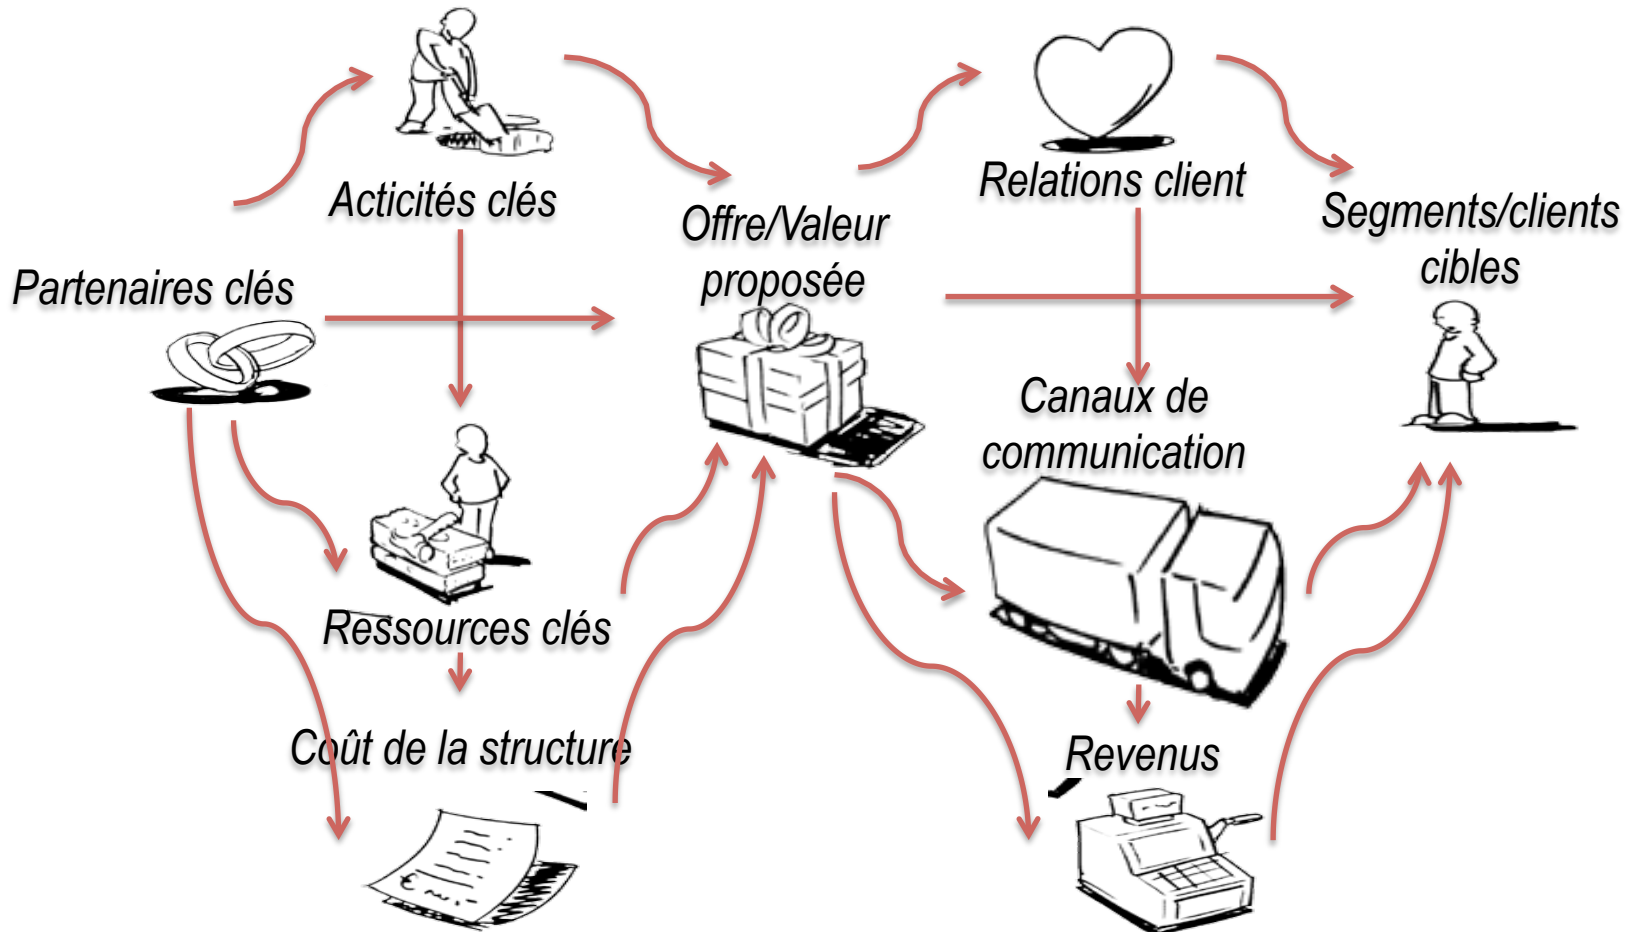 Acticités clés
Relations client
Offre/Valeur
proposée
Segments/clients
cibles
Partenaires clés
Canaux de
communication
Ressources clés
Coût de la structure
Revenus
€